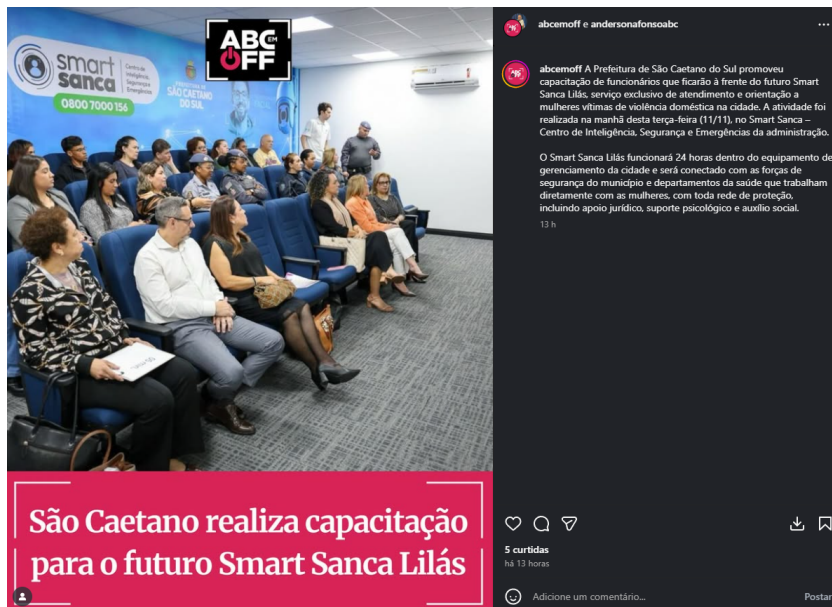 ABC EM
OFF
smart
sanca
Centro de
Inteligência,
Segurança e
Emergências
0800 7000 156
PREFEITURA DE
SÃO CAETANO
DO SUL
São Caetano realiza capacitação
para o futuro Smart Sanca Lilás
abcemoff e andersonafonsoabc
abcemoff A Prefeitura de São Caetano do Sul promoveu
capacitação de funcionários que ficarão à frente do futuro Smart
Sanca Lilás, serviço exclusivo de atendimento e orientação a
mulheres vítimas de violência doméstica na cidade. A atividade foi
realizada na manhã desta terça-feira (11/11), no Smart Sanca –
Centro de Inteligência, Segurança e Emergências da administração.
O Smart Sanca Lilás funcionará 24 horas dentro do equipamento de
gerenciamento da cidade e será conectado com as forças de
segurança do município e departamentos da saúde que trabalham
diretamente com as mulheres, com toda rede de proteção,
incluindo apoio jurídico, suporte psicológico e auxílio social.
13 h
5 curtidas
há 13 horas
Adicione um comentário...
Postar